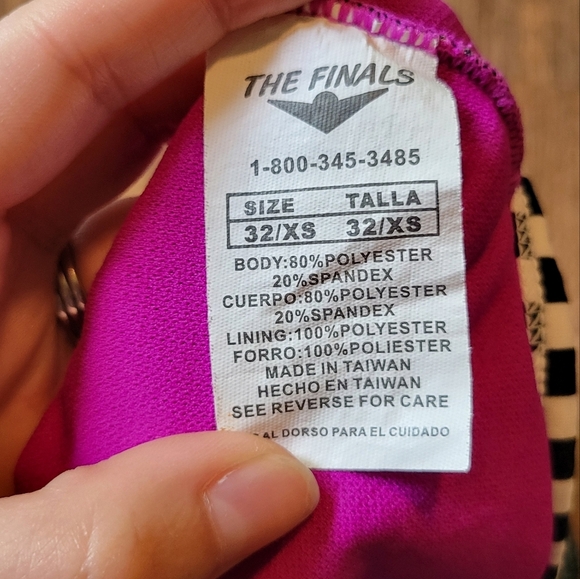 THE FINALS
1-800-345-3485
SIZE TALLA
32/XS 32/XS
BODY:80%POLYESTER
20%SPANDEX
CUERPO:80%POLYESTER
20%SPANDEX
LINING:100%POLYESTER
FORRO:100%POLIESTER
MADE IN TAIWAN
HECHO EN TAIWAN
SEE REVERSE FOR CARE
AL DORSO PARA EL CUIDADO